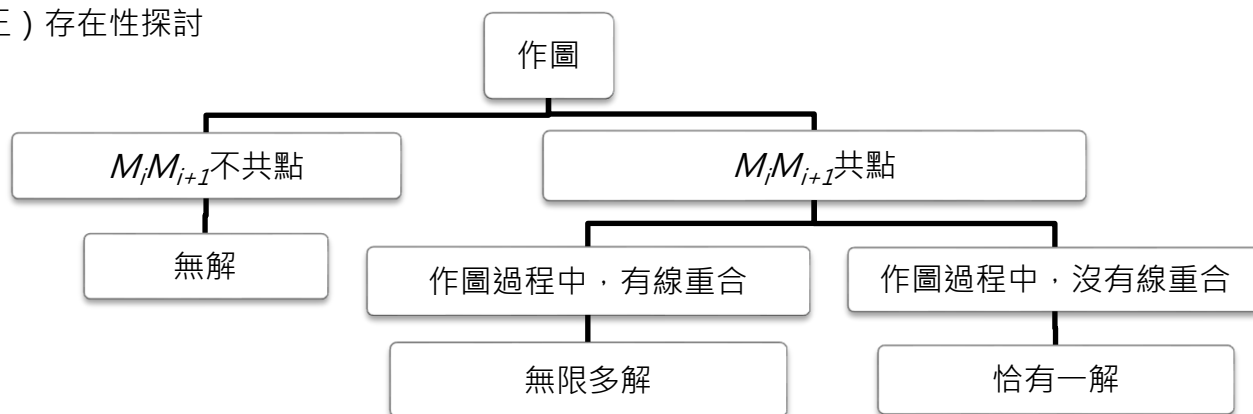 ）存在性探討
作圖
MᵢMᵢ₊₁不共點
MᵢMᵢ₊₁共点
無解
作圖過程中，有線重合
作圖過程中，沒有線重合
無限多解
恰有一解